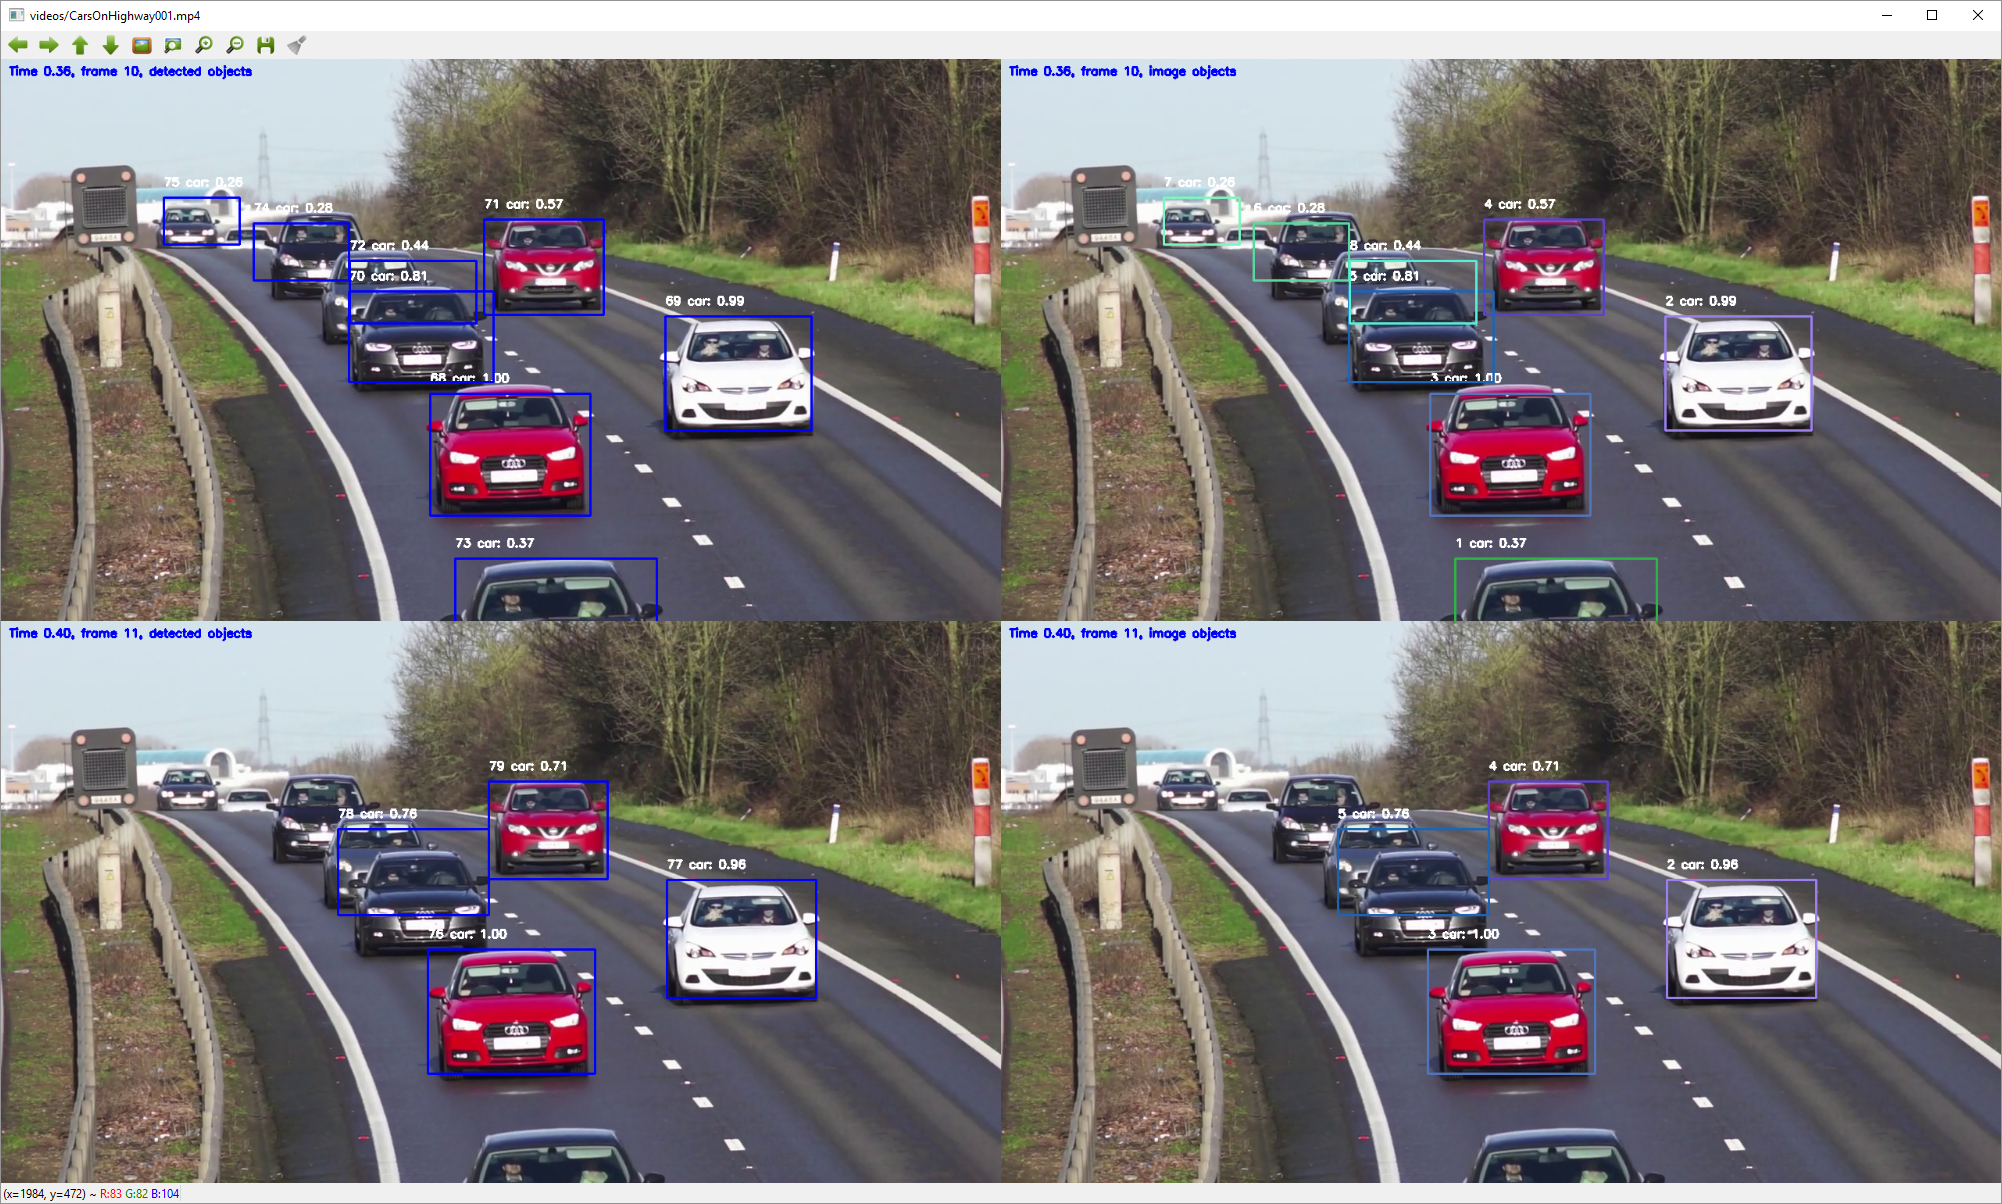 videos/CarsOnHighway001.mp4
Time 0.36, frame 10, detected objects
75 car: 0.26
74 car: 0.28
71 car: 0.57
72 car: 0.44
70 car: 0.81
69 car: 0.99
68 car: 1.00
73 car: 0.37
Time 0.36, frame 10, image objects
7 car: 0.26
6 car: 0.28
4 car: 0.57
8 car: 0.44
5 car: 0.81
2 car: 0.99
3 car: 1.00
1 car: 0.37
Time 0.40, frame 11, detected objects
79 car: 0.71
78 car: 0.76
77 car: 0.96
76 car: 1.00
Time 0.40, frame 11, image objects
4 car: 0.71
5 car: 0.76
2 car: 0.96
3 car: 1.00
(x=1984, y=472) ~ R:83 G:82 B:104